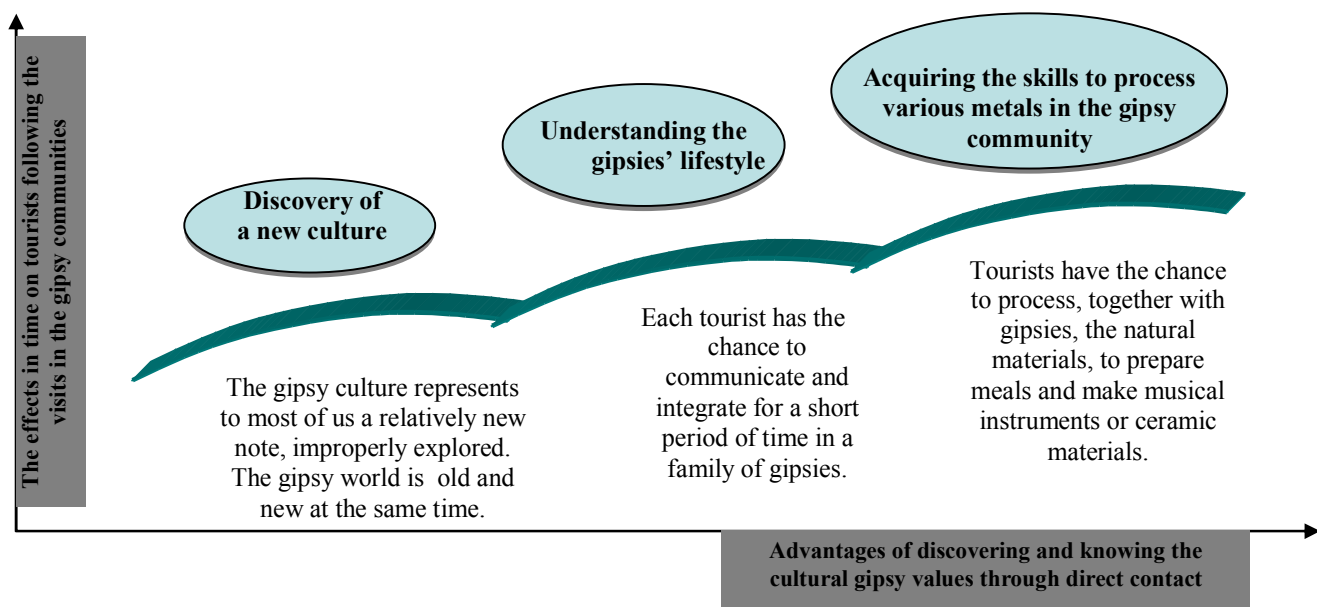 The effects in time on tourists following the
visits in the gipsy communities
Discovery of
a new culture
The gipsy culture represents
to most of us a relatively new
note, improperly explored.
The gipsy world is old and
new at the same time.
Understanding the
gipsies’ lifestyle
Each tourist has the
chance to
communicate and
integrate for a short
period of time in a
family of gipsies.
Acquiring the skills to process
various metals in the gipsy
community
Tourists have the chance
to process, together with
gipsies, the natural
materials, to prepare
meals and make musical
instruments or ceramic
materials.
Advantages of discovering and knowing the
cultural gipsy values through direct contact